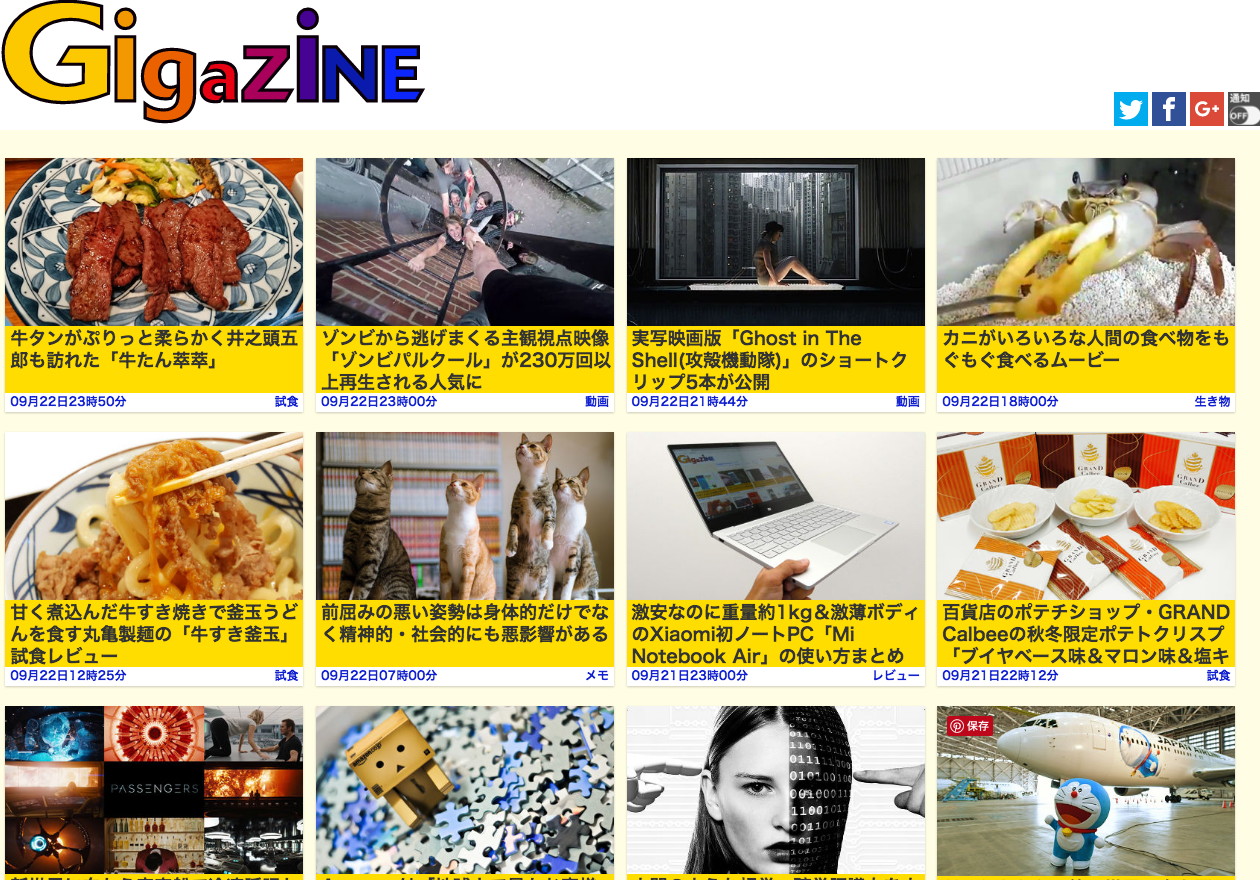 GigaZiNE
通知
OFF
牛タンがぷりっと柔らかく井之頭五
郎も訪れた「牛たん萃萃」
09月22日23時50分 試食
ゾンビから逃げまくる主観視点映像
「ゾンビパルクール」が230万回以
上再生される人気に
09月22日23時00分 動画
実写映画版「Ghost in The
Shell(攻殻機動隊)」のショートク
リップ5本が公開
09月22日21時44分 動画
カニがいろいろな人間の食べ物をも
ぐもぐ食べるムービー
09月22日18時00分 生き物
甘く煮込んだ牛すき焼きで釜玉うど
んを食す丸亀製麺の「牛すき釜玉」
試食レビュー
09月22日12時25分 試食
前屈みの悪い姿勢は身体的だけでな
く精神的・社会的にも悪影響がある
09月22日07時00分 メモ
GigaZiNE
激安なのに重量約1kg＆激薄ボディ
のXiaomi初ノートPC「Mi
Notebook Air」の使い方まとめ
09月21日23時00分 レビュー
GRAND
Calbee
GRAND
Calbee
GRAND
Calbee
百貨店のポテチショップ・GRAND
Calbeeの秋冬限定ポテトクリスプ
「ブイヤベース味＆マロン味＆塩キ
09月21日22時12分 試食
PASSENGERS
保存